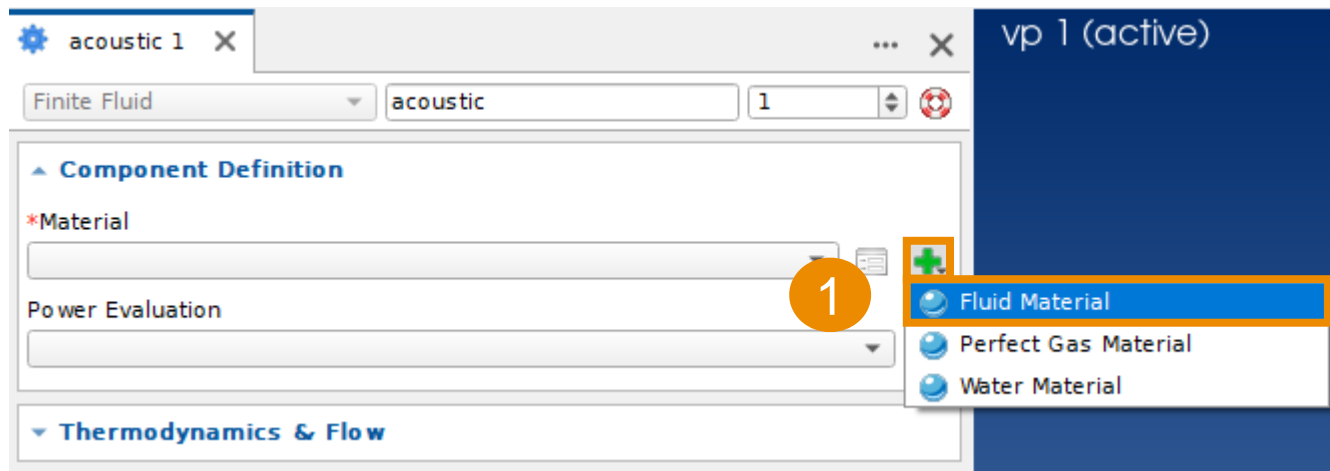 acoustic 1
vp 1 (active)
Finite Fluid acoustic 1
Component Definition
*Material
1
Fluid Material
Power Evaluation
Perfect Gas Material
Water Material
Thermodynamics & Flow